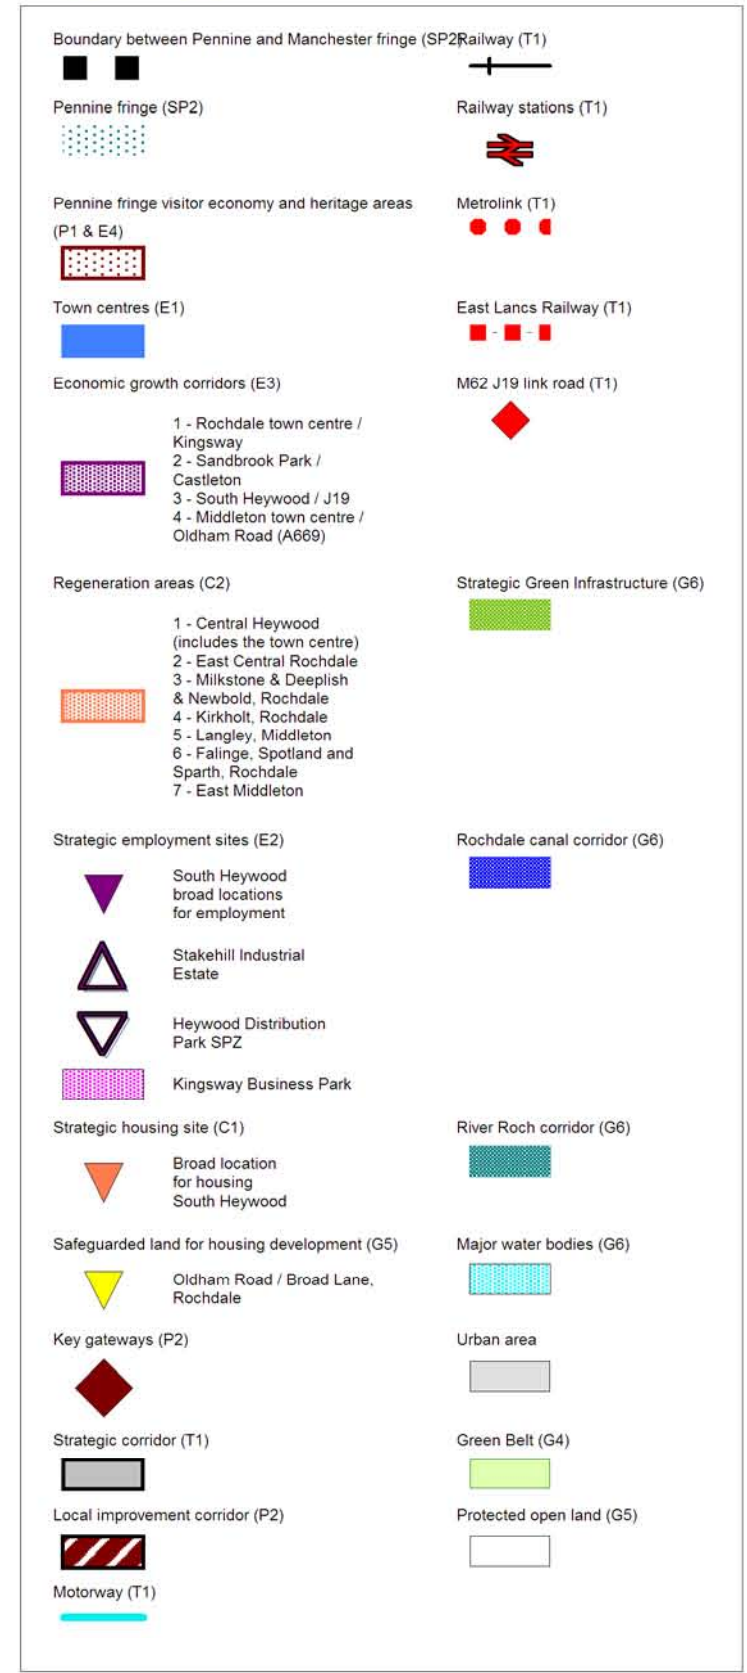 Boundary between Pennine and Manchester fringe (SP2)
Pennine fringe (SP2)
Pennine fringe visitor economy and heritage areas
(P1 & E4)
Town centres (E1)
Economic growth corridors (E3)
1 - Rochdale town centre /
Kingsway
2 - Sandbrook Park /
Castleton
3 - South Heywood / J19
4 - Middleton town centre /
Oldham Road (A669)
Regeneration areas (C2)
1 - Central Heywood
(includes the town centre)
2 - East Central Rochdale
3 - Milkstone & Deeplish
& Newbold, Rochdale
4 - Kirkholt, Rochdale
5 - Langley, Middleton
6 - Falinge, Spotland and
Sparth, Rochdale
7 - East Middleton
Strategic employment sites (E2)
South Heywood
broad locations
for employment
Stakehill Industrial
Estate
Heywood Distribution
Park SPZ
Kingsway Business Park
Strategic housing site (C1)
Broad location
for housing
South Heywood
Safeguarded land for housing development (G5)
Oldham Road / Broad Lane,
Rochdale
Key gateways (P2)
Strategic corridor (T1)
Local improvement corridor (P2)
Motorway (T1)
Railway (T1)
Railway stations (T1)
Metrolink (T1)
East Lancs Railway (T1)
M62 J19 link road (T1)
Strategic Green Infrastructure (G6)
Rochdale canal corridor (G6)
River Roch corridor (G6)
Major water bodies (G6)
Urban area
Green Belt (G4)
Protected open land (G5)